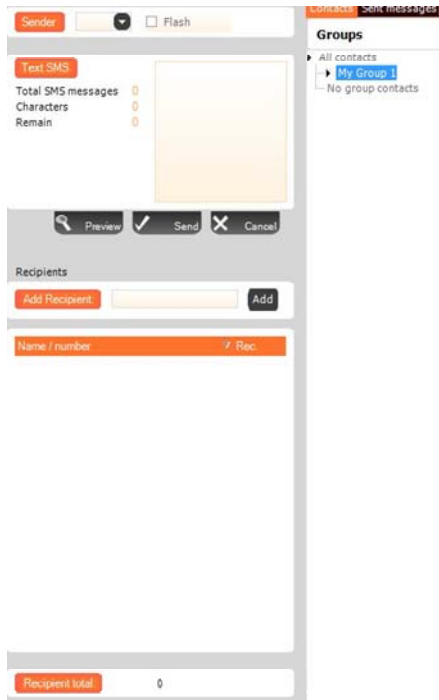 Sender
Flash
Text SMS
Total SMS messages 0
Characters 0
Remain 0
Preview
Send
Cancel
Recipients
Add Recipient:
Add
Name / number
Rec.
Recipient total: 0
Contacts
Sent messages
Groups
All contacts
My Group 1
No group contacts